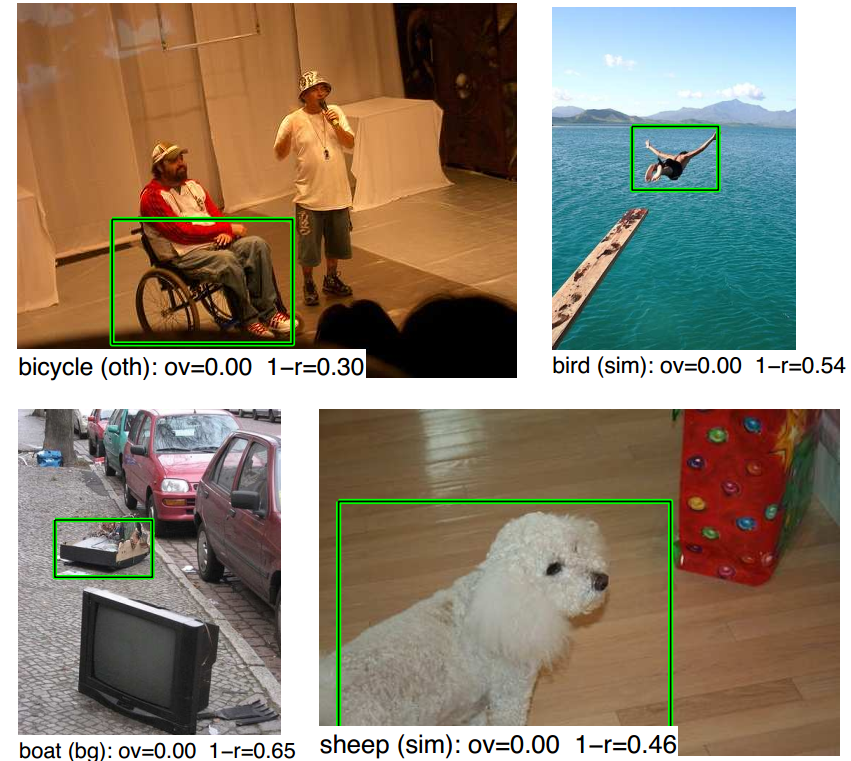 bicycle (oth): ov=0.00 1−r=0.30
bird (sim): ov=0.00 1−r=0.54
boat (bg): ov=0.00 1−r=0.65
sheep (sim): ov=0.00 1−r=0.46